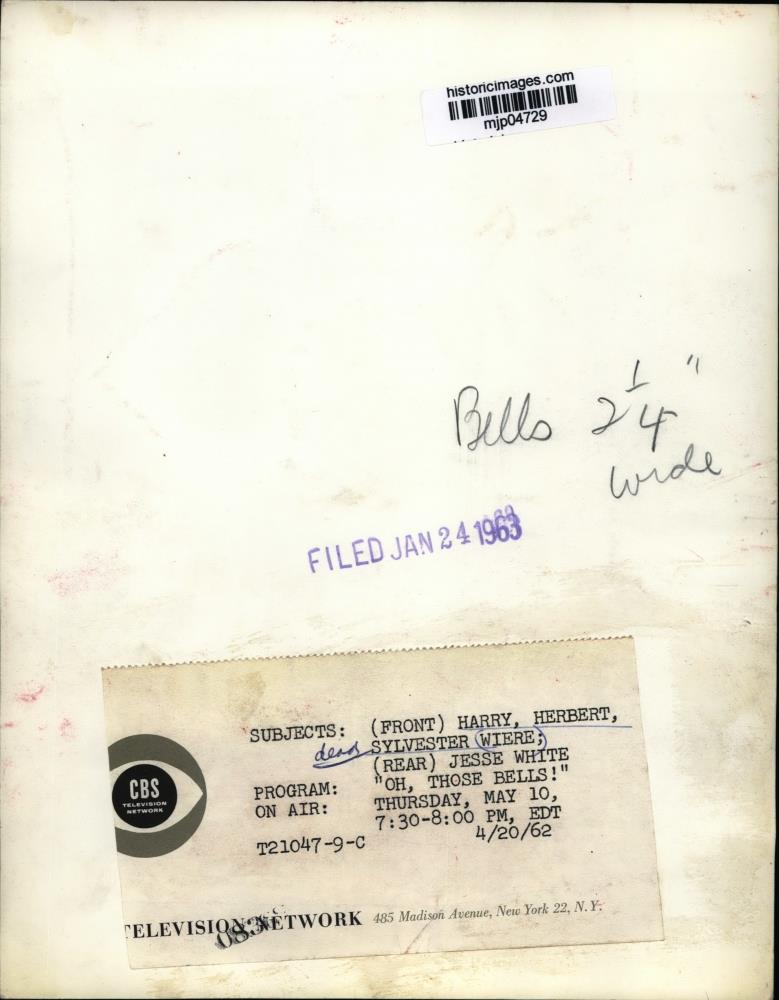 historicimages.com
mjp04729
Bells 2 1/4 "
wide
FILED JAN 24 1963
SUBJECTS: (FRONT) HARRY, HERBERT,
dead SYLVESTER WIERE;
(REAR) JESSE WHITE
PROGRAM: "OH, THOSE BELLS!"
ON AIR: THURSDAY, MAY 10,
7:30-8:00 PM, EDT
T21047-9-C 4/20/62
CBS
TELEVISION
NETWORK
TELEVISION NETWORK 485 Madison Avenue, New York 22, N.Y.